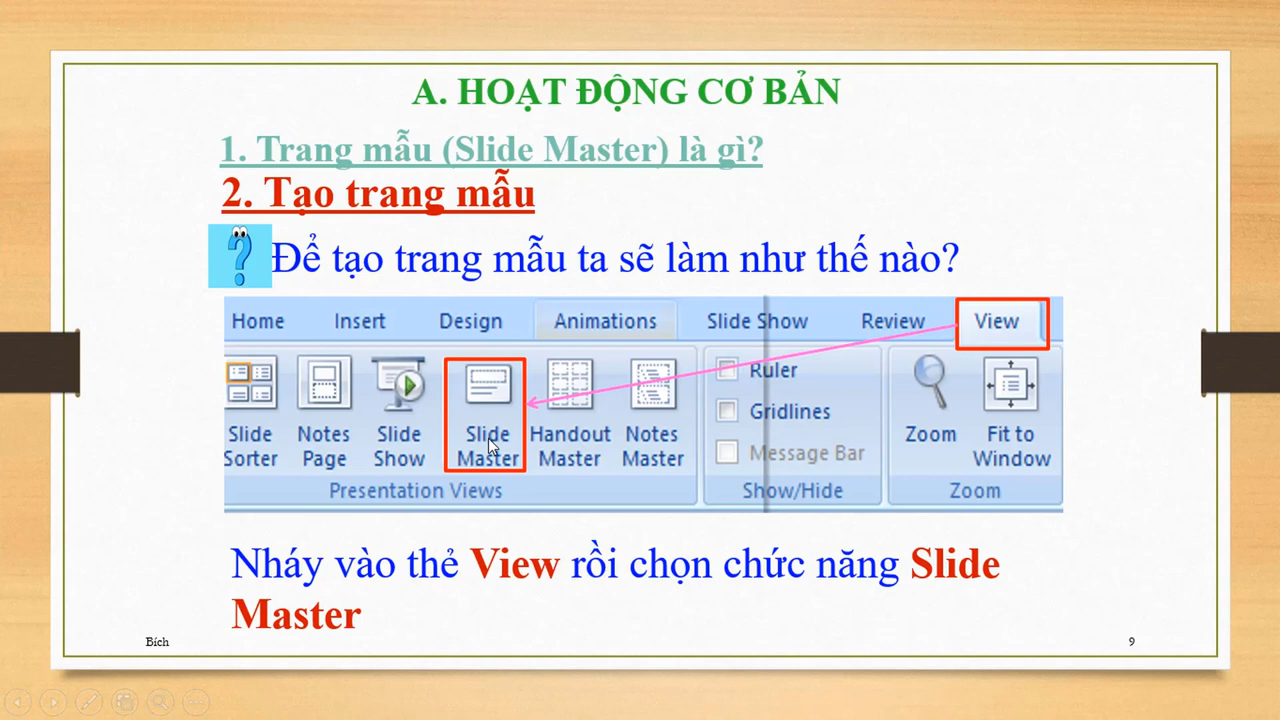 A. HOẠT ĐỘNG CƠ BẢN
1. Trang mẫu (Slide Master) là gì?
2. Tạo trang mẫu
Để tạo trang mẫu ta sẽ làm như thế nào?
Home Insert Design Animations Slide Show Review View
Slide Sorter
Notes Page
Slide Show
Slide Master
Handout Master
Notes Master
Presentation Views
Ruler
Gridlines
Message Bar
Show/Hide
Zoom
Fit to Window
Zoom
Nháy vào thẻ View rồi chọn chức năng Slide
Master
Bích
9